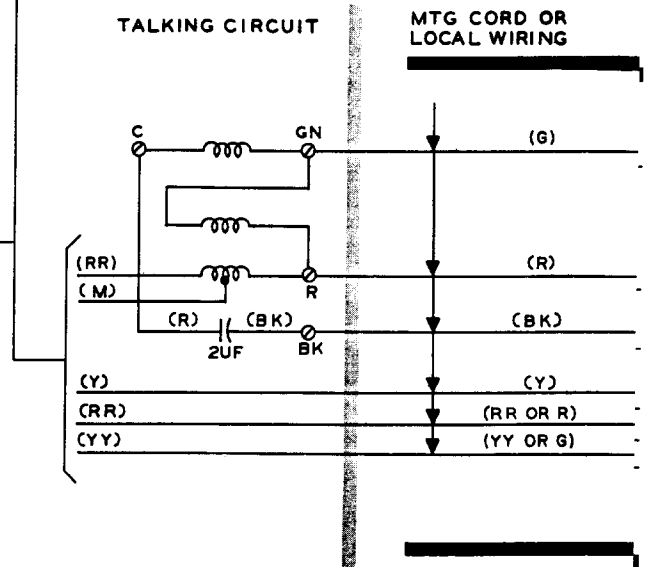 TALKING CIRCUIT
MTG CORD OR
LOCAL WIRING
C
GN
(G)
(RR)
(R)
(M)
R
(R)
(BK)
(BK)
2UF
BK
(Y)
(Y)
(RR)
(RR OR R)
(YY)
(YY OR G)